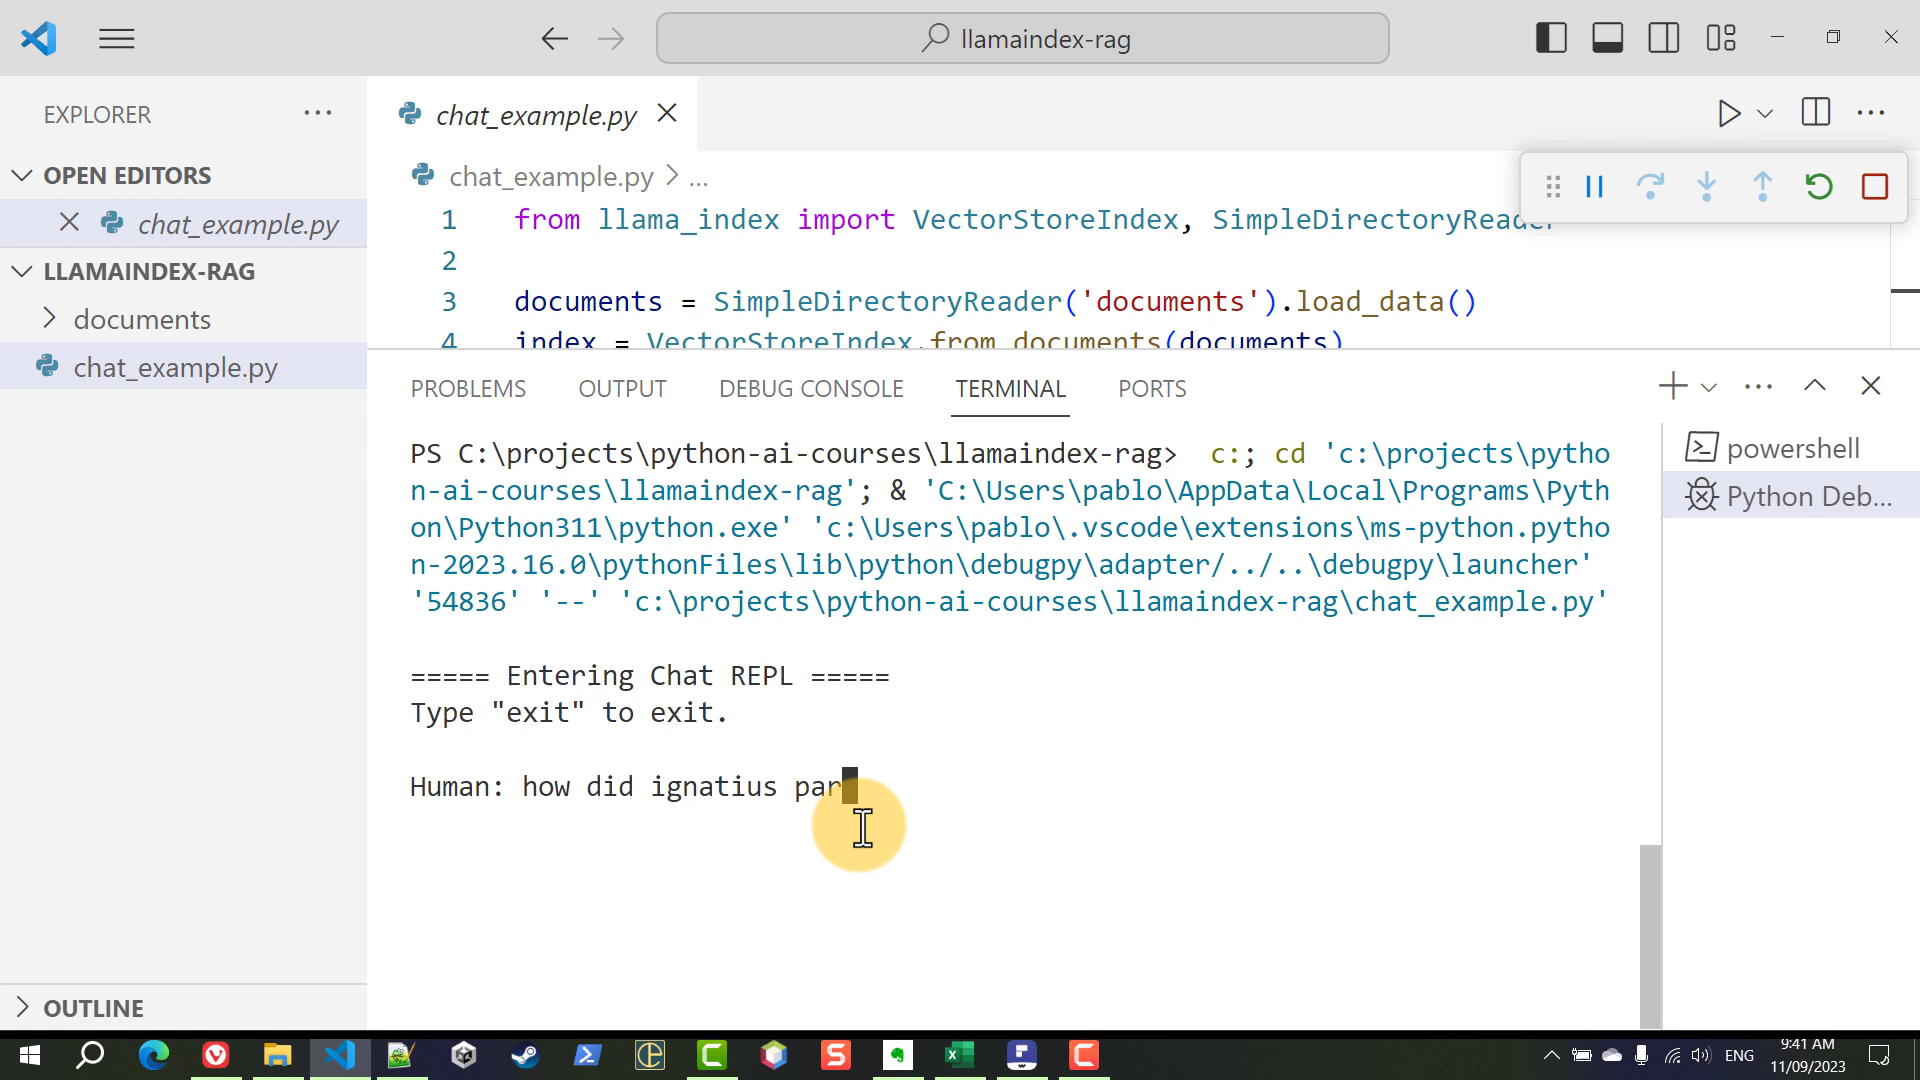 llamaindex-rag
EXPLORER
chat_example.py
OPEN EDITORS
chat_example.py > ...
chat_example.py
1 from llama_index import VectorStoreIndex, SimpleDirectoryReader
2
LLAMAINDEX-RAG
documents
3 documents = SimpleDirectoryReader('documents').load_data()
4 index = VectorStoreIndex.from_documents(documents)
chat_example.py
PROBLEMS OUTPUT DEBUG CONSOLE TERMINAL PORTS
PS C:\projects\python-ai-courses\llamaindex-rag> c:; cd 'c:\projects\pytho
n-ai-courses\llamaindex-rag'; & 'C:\Users\pablo\AppData\Local\Programs\Pyth
on\Python311\python.exe' 'c:\Users\pablo\.vscode\extensions\ms-python.pytho
n-2023.16.0\pythonFiles\lib\python\debugpy\adapter/../..\debugpy\launcher'
'54836' '--' 'c:\projects\python-ai-courses\llamaindex-rag\chat_example.py'
powershell
Python Deb...
===== Entering Chat REPL =====
Type "exit" to exit.
Human: how did ignatius par
OUTLINE
ENG
9:41 AM
11/09/2023